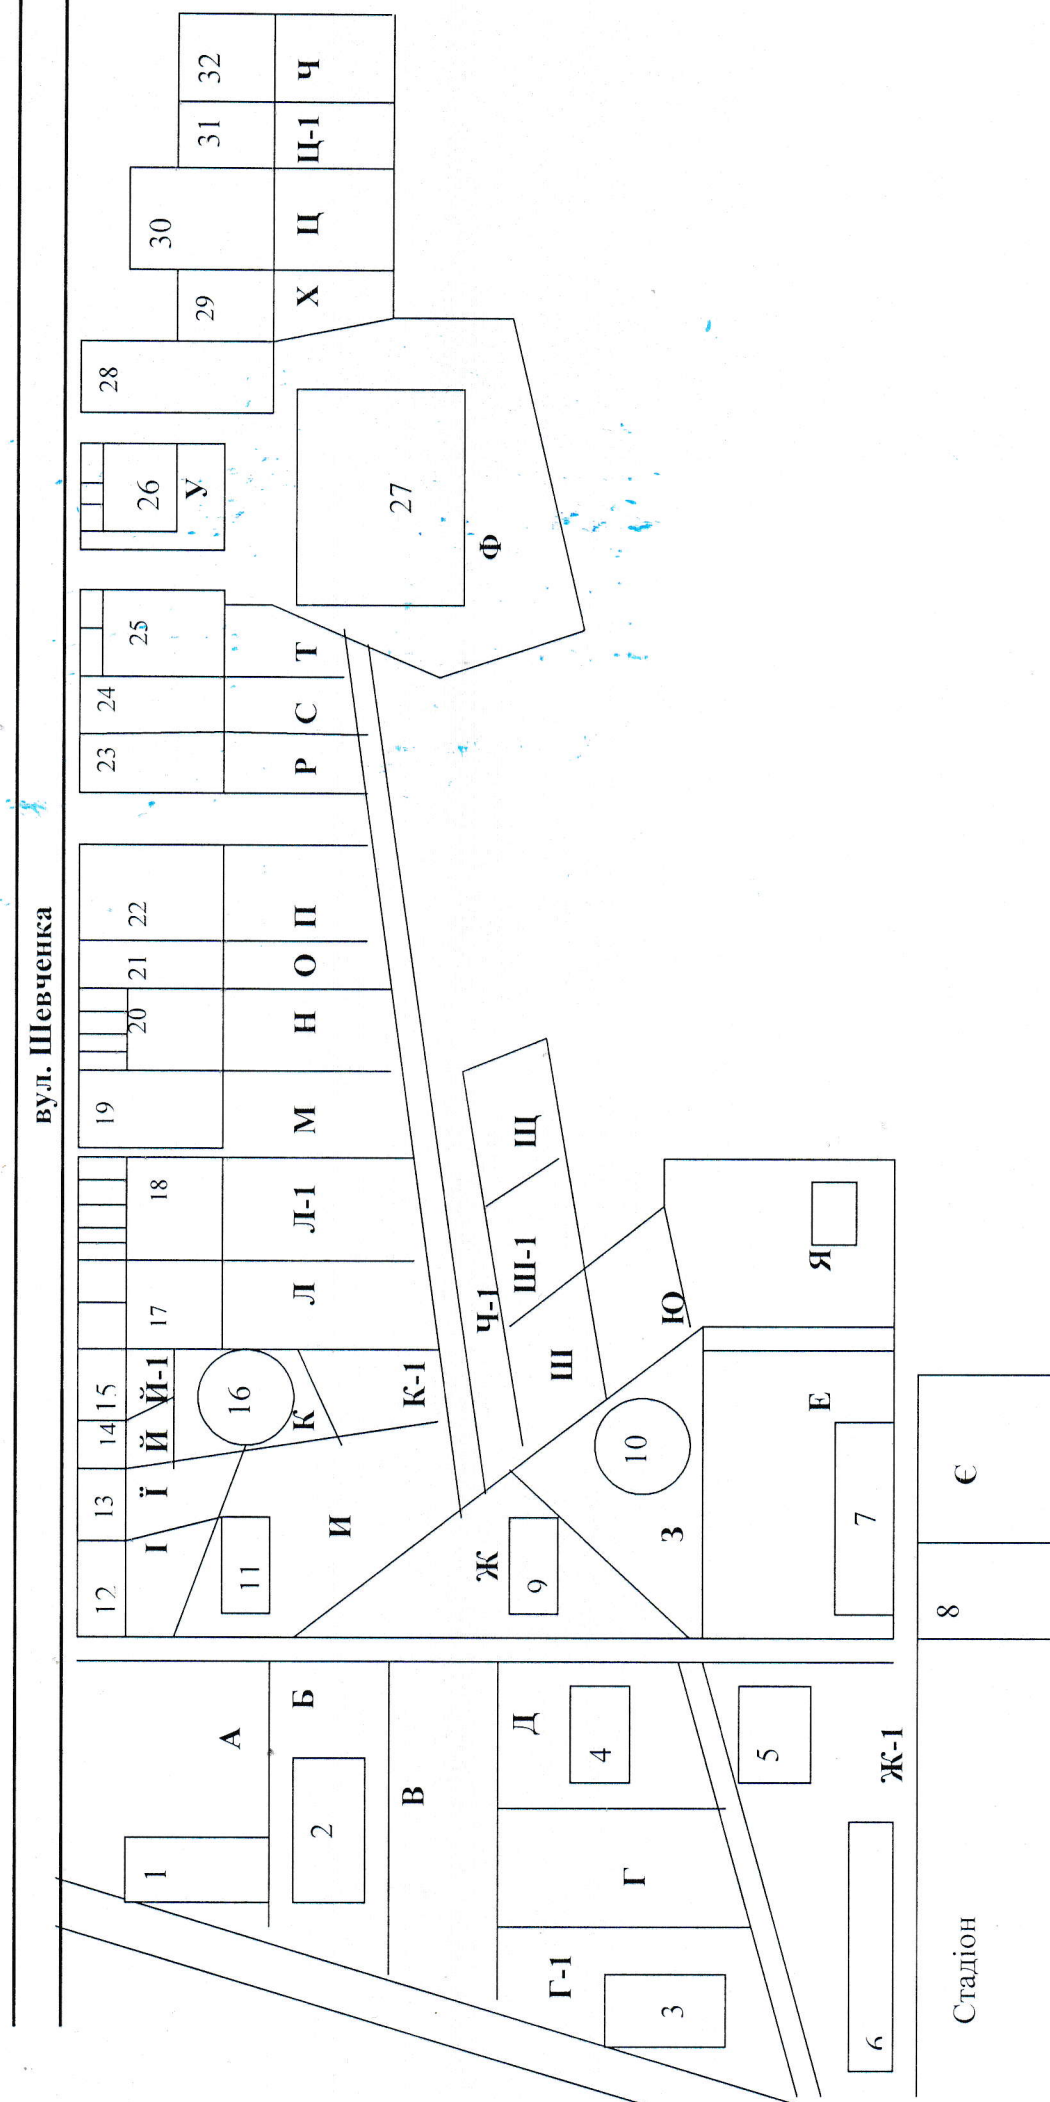 вул. Шевченка
1
А
2
Б
В
Г-1
3
Г
Д
4
5
6
Ж-1
Стадіон
12
13
14
15
І
Ї
Й
Й-1
11
16
И
К
К-1
Ж
9
З
10
Е
7
8
Є
17
18
19
20
21
22
Л
Л-1
М
Н
О
П
Ч-1
Ш
Ш-1
Щ
Ю
Я
23
24
25
Р
С
Т
26
У
27
Ф
28
29
30
31
32
Х
Ц
Ц-1
Ч